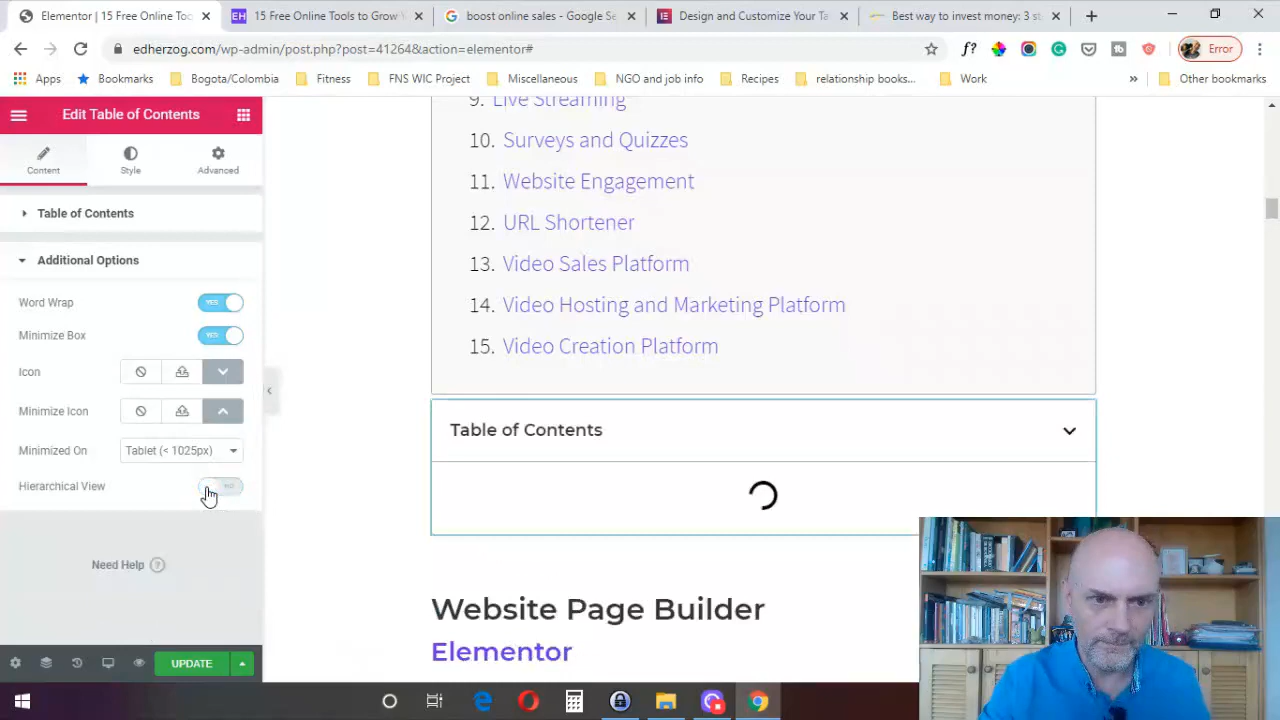 Elementor | 15 Free Online Too
15 Free Online Tools to Grow
boost online sales - Google Se
Design and Customize Your Ta
Best way to invest money: 3 s
edherzog.com/wp-admin/post.php?post=41264&action=elementor#
f?
Error
Apps
Bookmarks
Bogota/Colombia
Fitness
FNS WIC Project
Miscellaneous
NGO and job info
Recipes
relationship books...
Work
Other bookmarks
Edit Table of Contents
Content
Style
Advanced
Table of Contents
Additional Options
Word Wrap
YES
Minimize Box
YES
Icon
Minimize Icon
Minimized On
Tablet (< 1025px)
Hierarchical View
NO
Need Help
UPDATE
9. Live Streaming
10. Surveys and Quizzes
11. Website Engagement
12. URL Shortener
13. Video Sales Platform
14. Video Hosting and Marketing Platform
15. Video Creation Platform
Table of Contents
Website Page Builder
Elementor